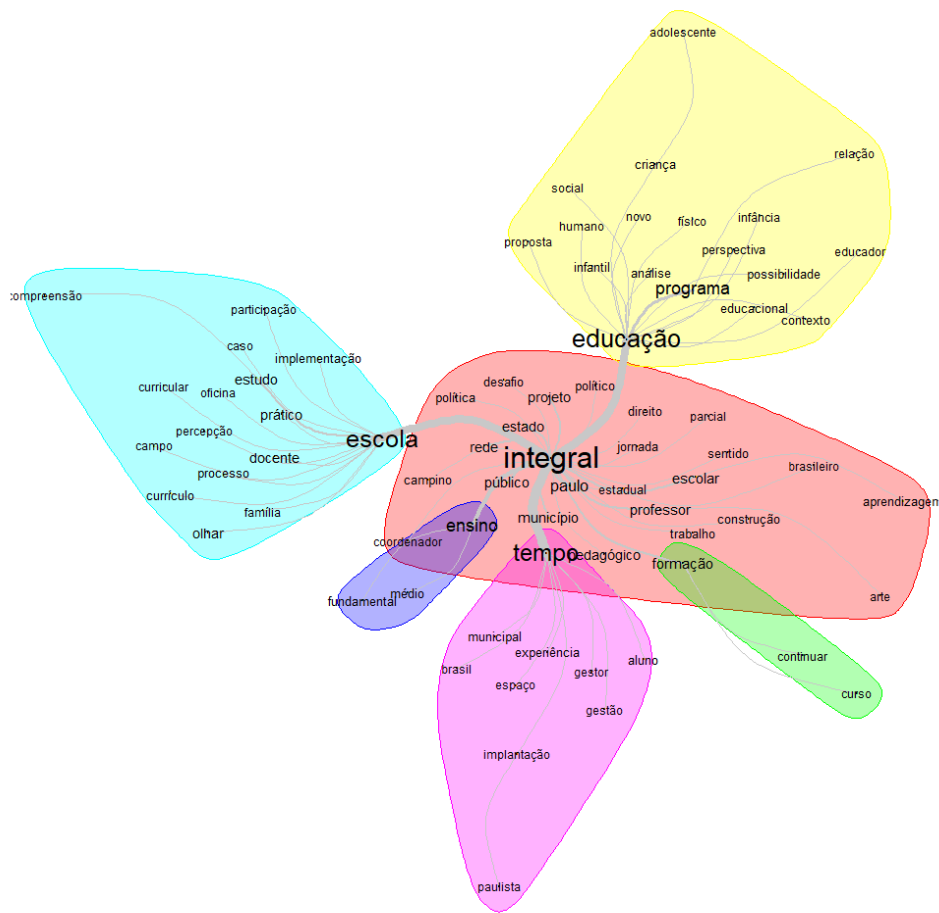 adolescente
relação
criança
social
novo
físico
infância
humano
proposta
perspectiva
educador
infantil
análise
possibilidade
programa
educacional
contexto
educação
compreensão
participação
caso
implementação
estudo
curricular
oficina
prático
percepção
escola
campo
docente
processo
currículo
família
olhar
desafio
político
política
projeto
direito
parcial
estado
rede
jornada
sentido
integral
brasileiro
campino
público
paulo
estadual
escolar
aprendizagem
professor
município
construção
ensino
trabalho
coordenador
tempo
pedagógico
formação
fundamental
médio
arte
municipal
experiência
aluno
continuar
brasil
gestor
espaço
curso
gestão
implantação
paulista